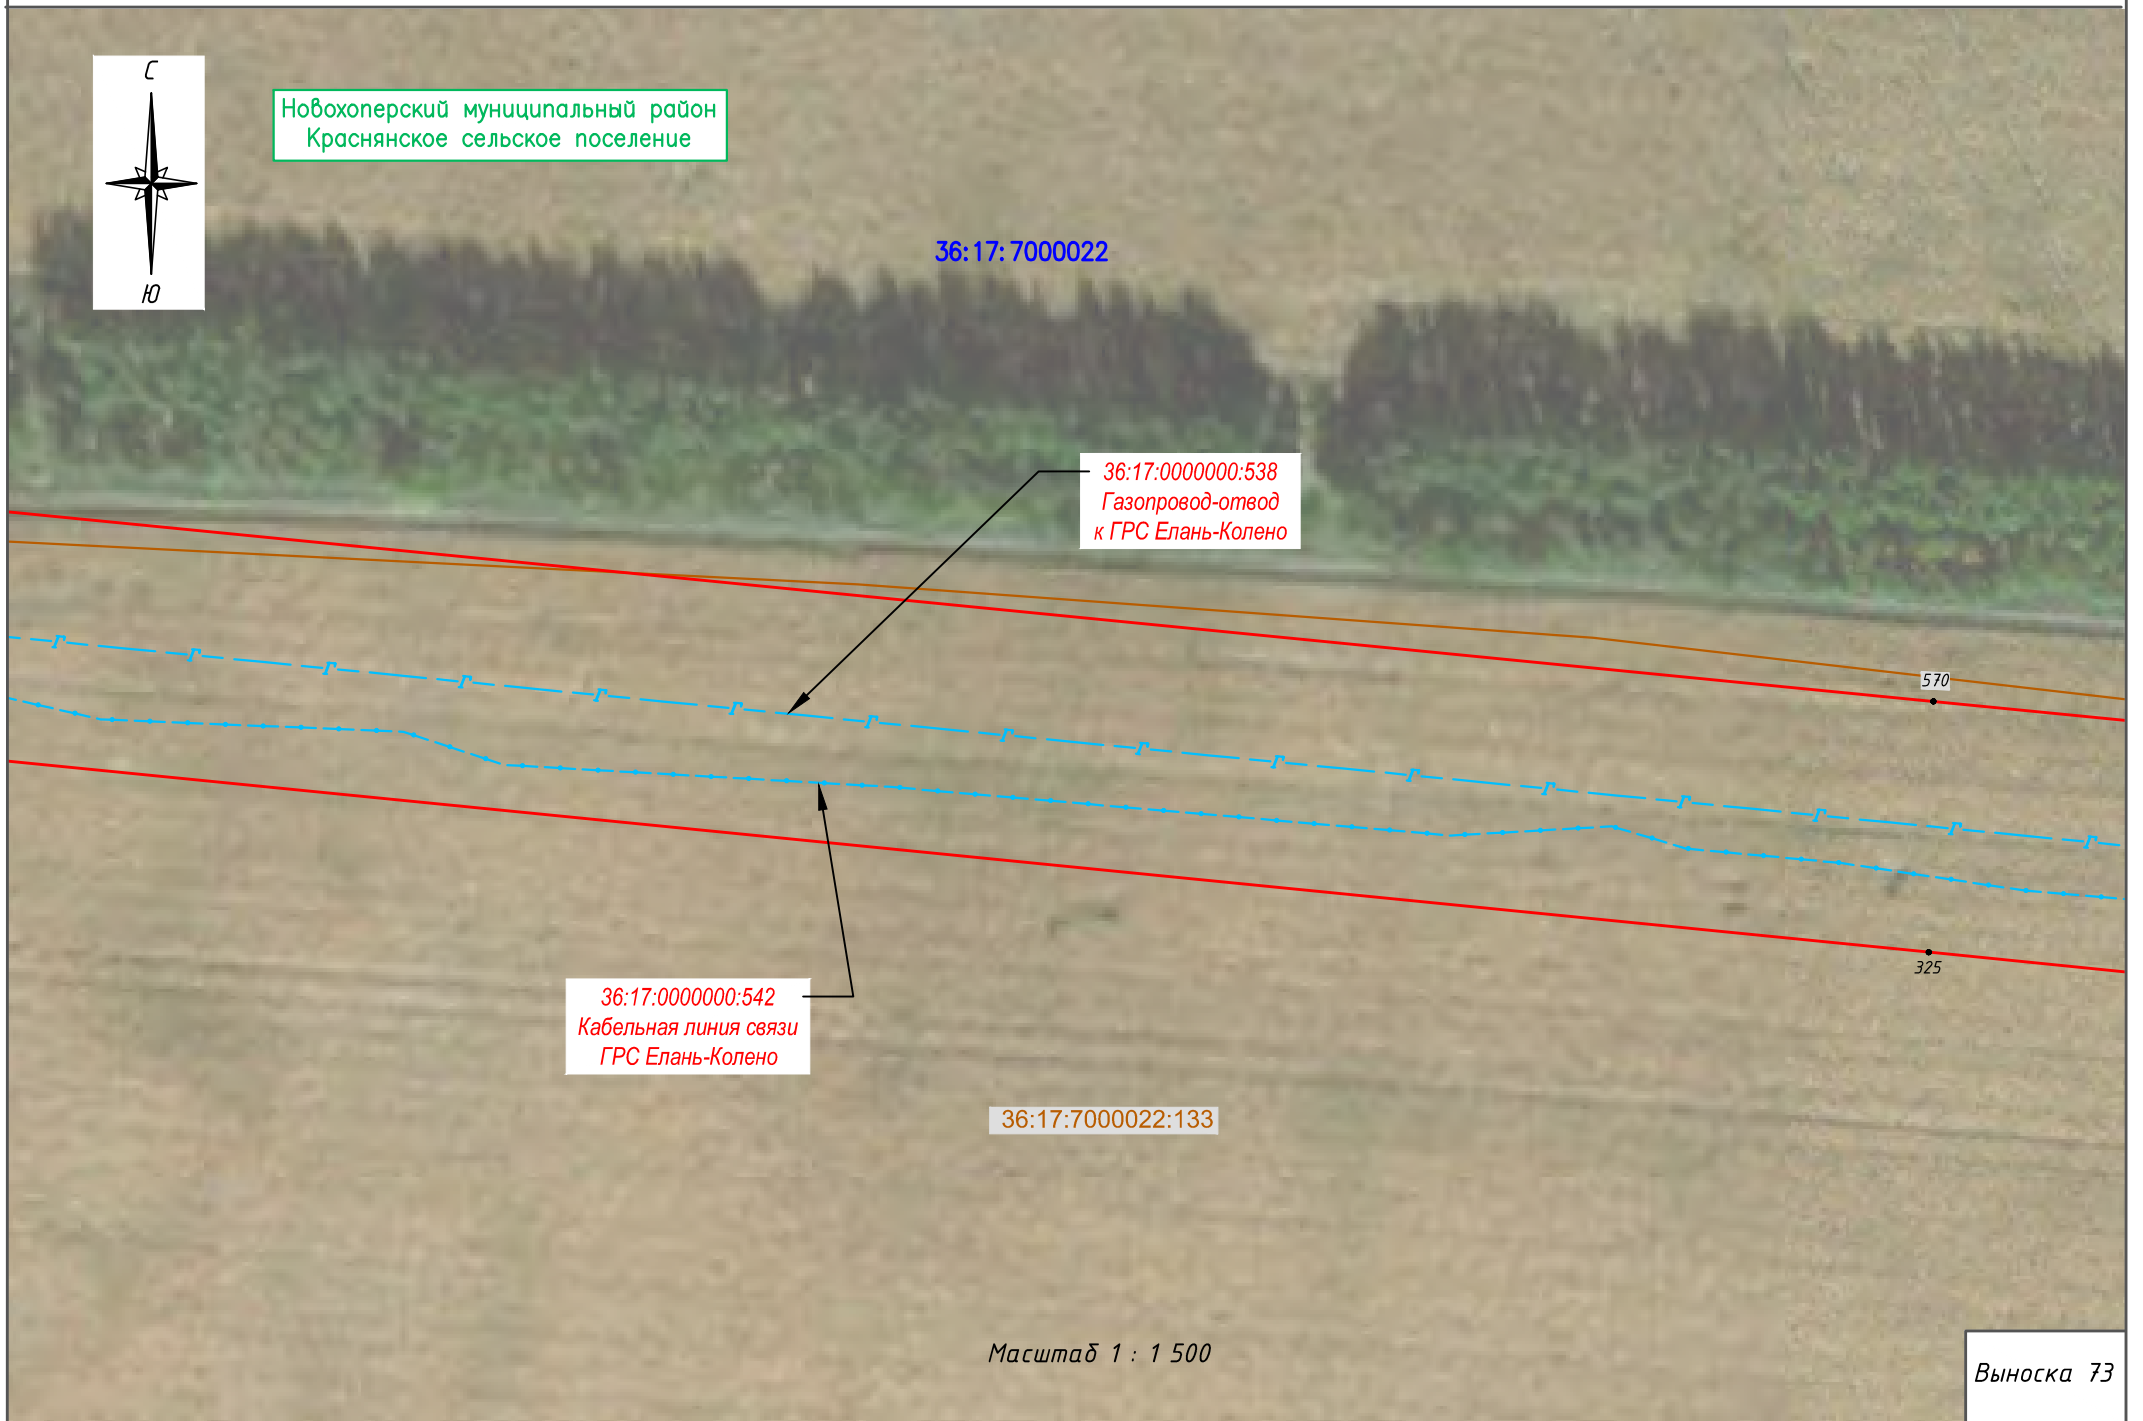 С
Ю
Новохоперский муниципальный район
Краснянское сельское поселение
36:17:7000022
36:17:0000000:538
Газопровод-отвод
к ГРС Елань-Колено
570
Г Г Г Г Г Г Г Г Г Г Г Г Г Г Г Г
325
36:17:0000000:542
Кабельная линия связи
ГРС Елань-Колено
36:17:7000022:133
Масштаб 1 : 1 500
Выноска 73